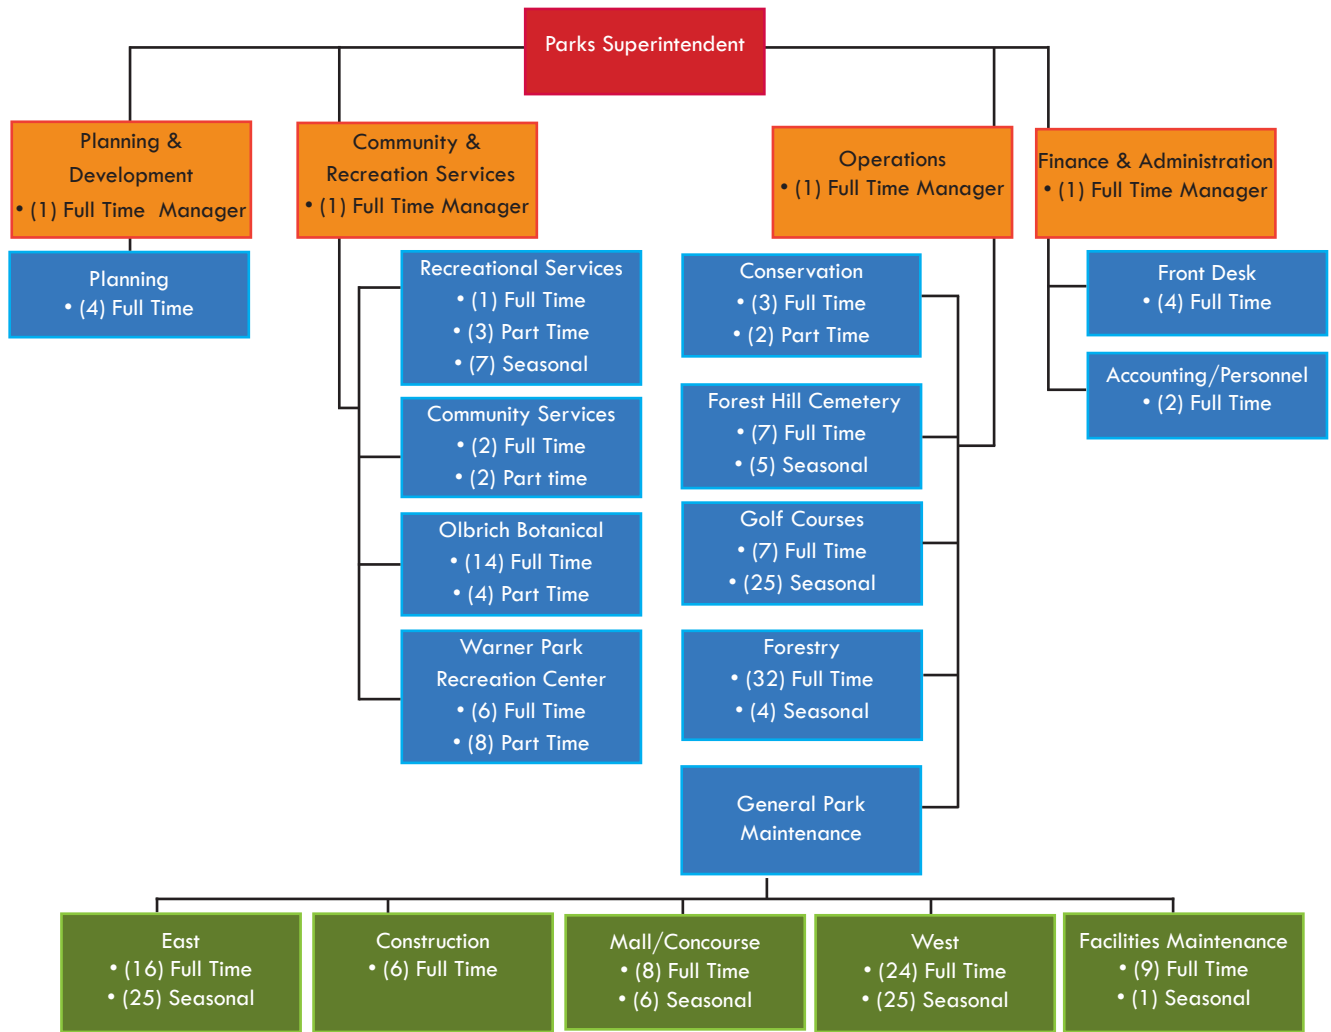 Parks Superintendent
Planning &
Development
• (1) Full Time Manager
Community &
Recreation Services
• (1) Full Time Manager
Operations
• (1) Full Time Manager
Finance & Administration
• (1) Full Time Manager
Planning
• (4) Full Time
Recreational Services
• (1) Full Time
• (3) Part Time
• (7) Seasonal
Community Services
• (2) Full Time
• (2) Part time
Olbrich Botanical
• (14) Full Time
• (4) Part Time
Warner Park
Recreation Center
• (6) Full Time
• (8) Part Time
Conservation
• (3) Full Time
• (2) Part Time
Forest Hill Cemetery
• (7) Full Time
• (5) Seasonal
Golf Courses
• (7) Full Time
• (25) Seasonal
Forestry
• (32) Full Time
• (4) Seasonal
General Park
Maintenance
Front Desk
• (4) Full Time
Accounting/Personnel
• (2) Full Time
East
• (16) Full Time
• (25) Seasonal
Construction
• (6) Full Time
Mall/Concourse
• (8) Full Time
• (6) Seasonal
West
• (24) Full Time
• (25) Seasonal
Facilities Maintenance
• (9) Full Time
• (1) Seasonal